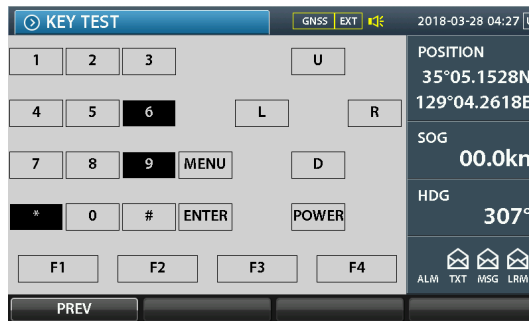 KEY TEST
GNSS EXT
2018-03-28 04:27
1 2 3 U
4 5 6 L R
7 8 9 MENU D
* 0 # ENTER POWER
F1 F2 F3 F4
PREV
POSITION
35°05.1528N
129°04.2618E
SOG
00.0kn
HDG
307°
ALM TXT MSG LRM